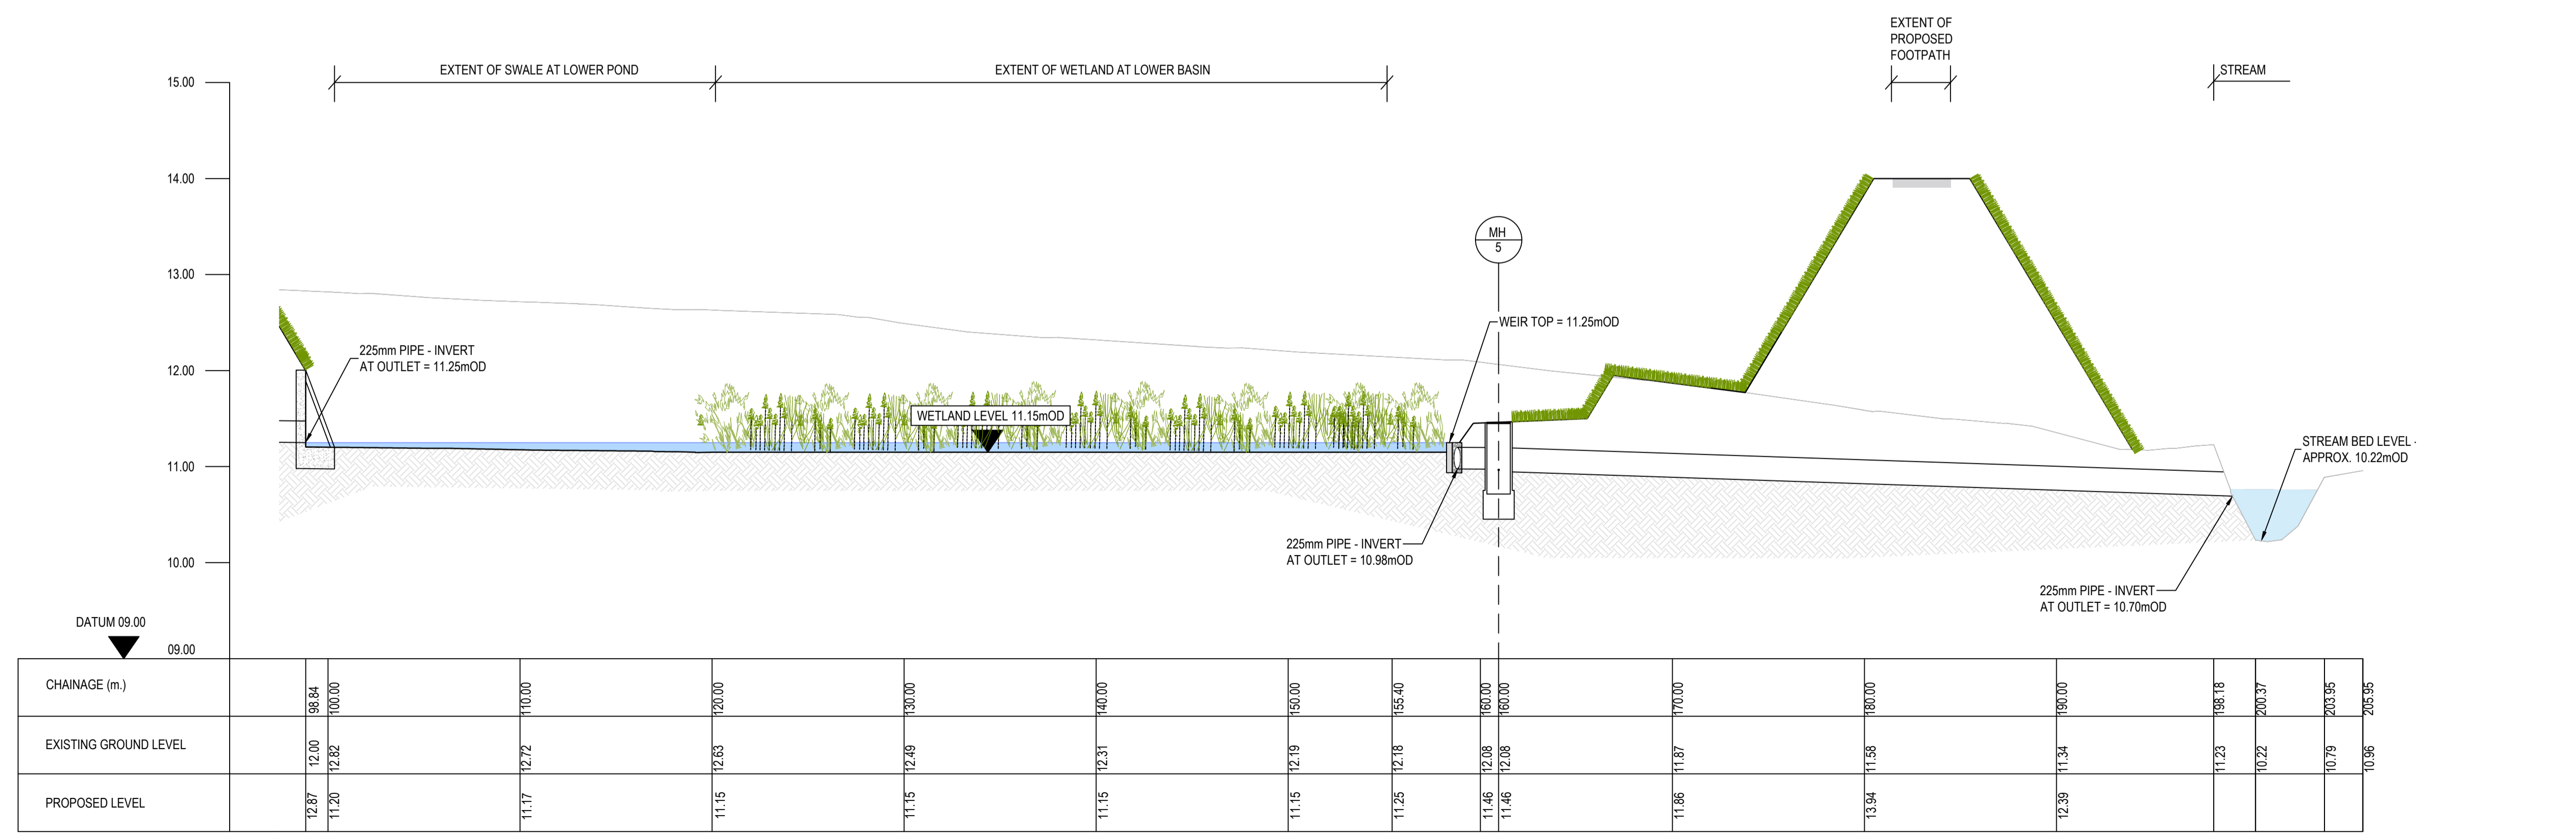 EXTENT OF
PROPOSED
FOOTPATH
EXTENT OF SWALE AT LOWER POND
EXTENT OF WETLAND AT LOWER BASIN
STREAM
15.00
14.00
13.00
12.00
11.00
10.00
09.00
MH
5
WEIR TOP = 11.25mOD
225mm PIPE - INVERT
AT OUTLET = 11.25mOD
WETLAND LEVEL 11.15mOD
STREAM BED LEVEL -
APPROX. 10.22mOD
225mm PIPE - INVERT
AT OUTLET = 10.98mOD
225mm PIPE - INVERT
AT OUTLET = 10.70mOD
DATUM 09.00
CHAINAGE (m.) 98.84 100.00 110.00 120.00 130.00 140.00 150.00 155.40 160.00 160.00 170.00 180.00 190.00 198.18 200.37 203.95 205.95
EXISTING GROUND LEVEL 12.00 12.82 12.72 12.63 12.49 12.31 12.19 12.18 12.08 12.08 11.87 11.58 11.34 11.23 10.22 10.79 10.96
PROPOSED LEVEL 12.87 11.20 11.17 11.15 11.15 11.15 11.15 11.25 11.46 11.46 11.86 13.94 12.39